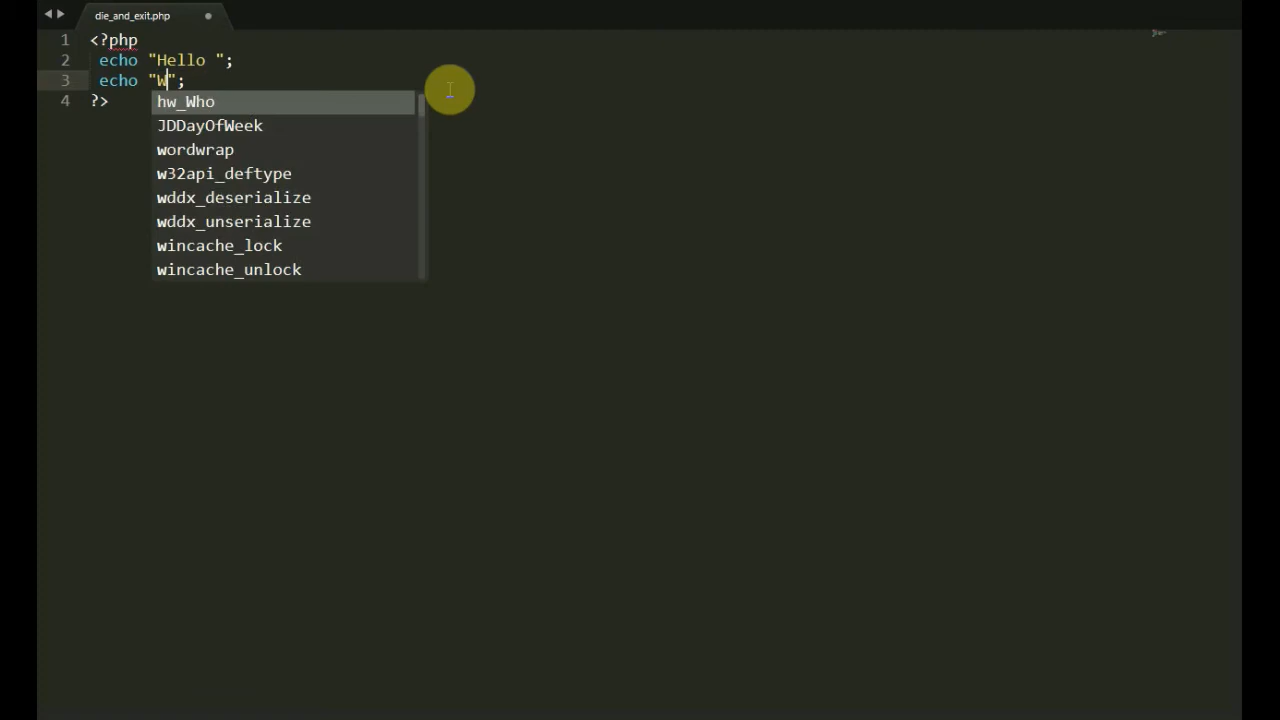 die_and_exit.php
1 <?php
2 echo "Hello ";
3 echo "W";
4 ?>
hw_Who
JDDayOfWeek
wordwrap
w32api_deftype
wddx_deserialize
wddx_unserialize
wincache_lock
wincache_unlock